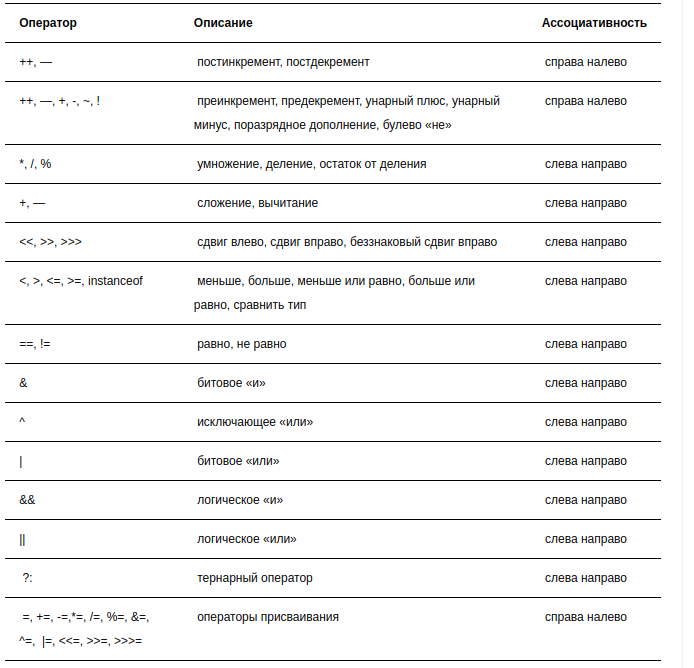 Оператор Описание Ассоциативность
++, — постинкремент, постдекремент справа налево
++, —, +, -, ~, ! преинкремент, предекремент, унарный плюс, унарный справа налево
минус, поразрядное дополнение, булево «не»
*, /, % умножение, деление, остаток от деления слева направо
+, — сложение, вычитание слева направо
<<, >>, >>> сдвиг влево, сдвиг вправо, беззнаковый сдвиг вправо слева направо
<, >, <=, >=, instanceof меньше, больше, меньше или равно, больше или слева направо
равно, сравнить тип
==, != равно, не равно слева направо
& битовое «и» слева направо
^ исключающее «или» слева направо
| битовое «или» слева направо
&& логическое «и» слева направо
|| логическое «или» слева направо
?: тернарный оператор слева направо
=, +=, -=,*=, /=, %=, &=, операторы присваивания справа налево
^=, |=, <<=, >>=, >>>=